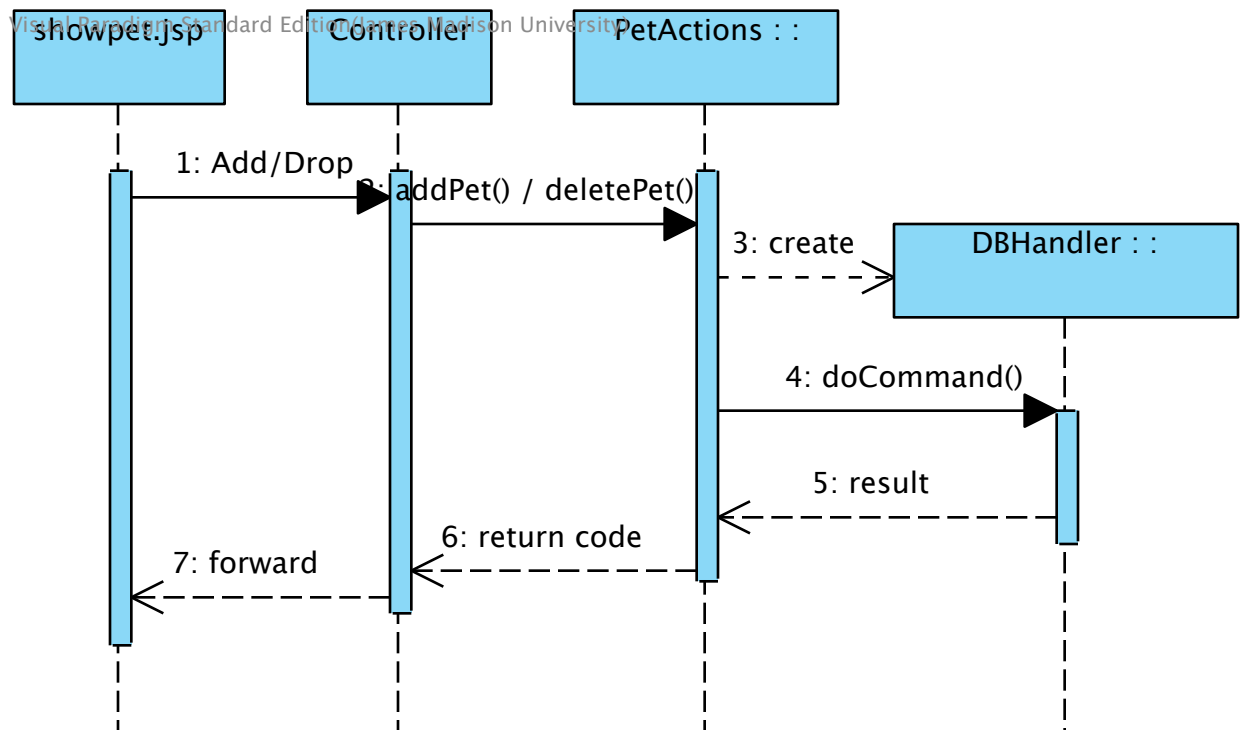 Visual Paradigm Standard Edition(James Madison University)
showpet.jsp
Controller
PetActions : :
1: Add/Drop
2: addPet() / deletePet()
3: create
DBHandler : :
4: doCommand()
5: result
6: return code
7: forward